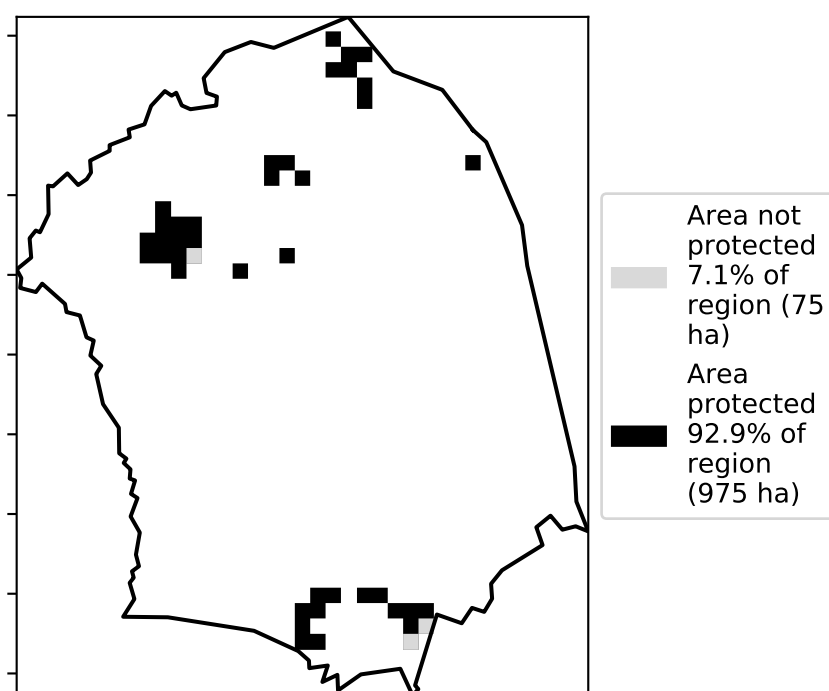 Area not
protected
7.1% of
region (75
ha)
Area
protected
92.9% of
region
(975 ha)